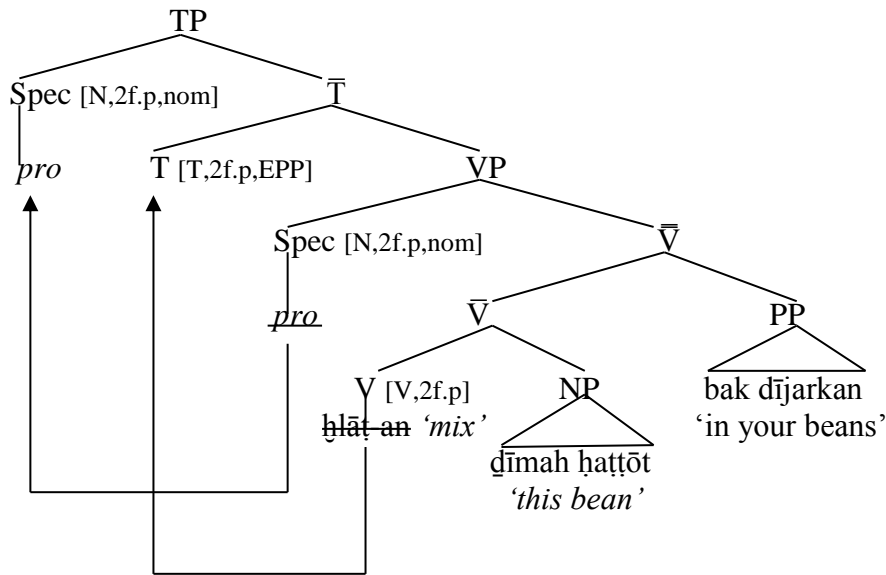 TP
Spec [N,2f.p,nom] T̅
pro T [T,2f.p,EPP] VP
Spec [N,2f.p,nom] V̿
pro V̅ PP
V [V,2f.p] NP bak dījarkan
ḫlāṭ-an ‘mix’ ‘in your beans’
ḏīmah ḥaṭṭōt
‘this bean’